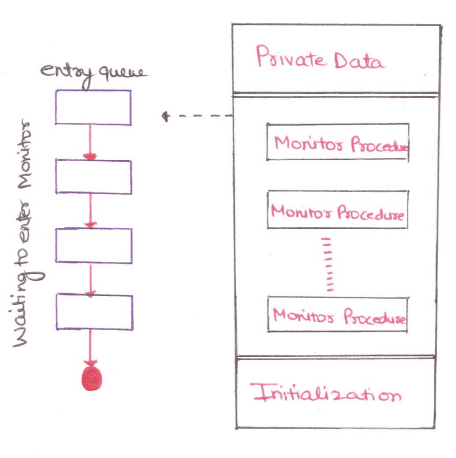 entry queue
Waiting to enter Monitor
Private Data
Monitor Procedure
Monitor Procedure
Monitor Procedure
Initialization